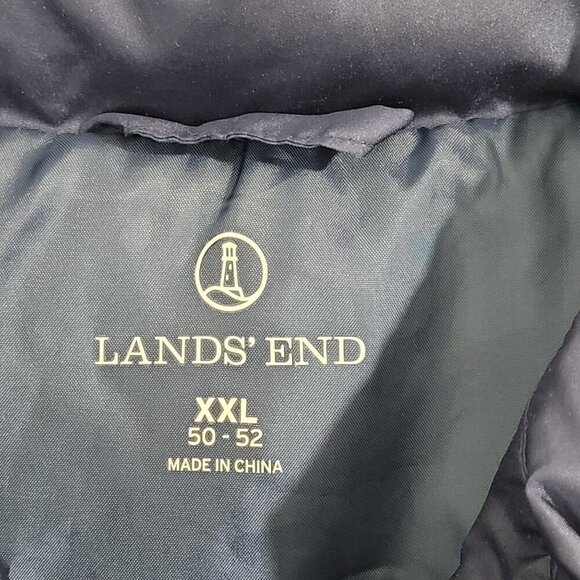 LANDS' END
XXL
50 - 52
MADE IN CHINA